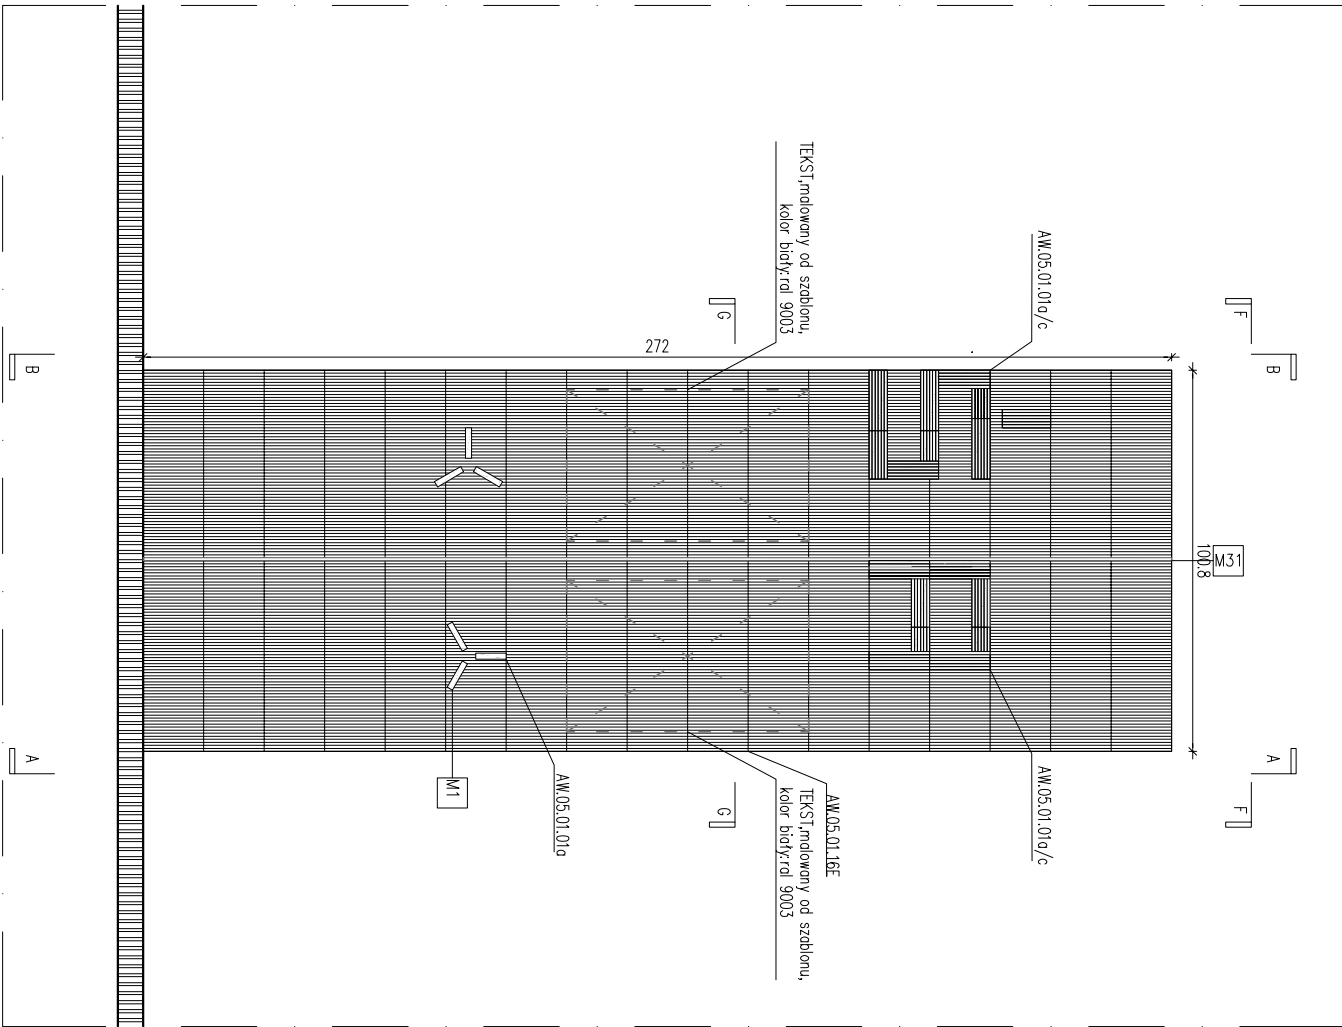 F
F
B
B
A
A
G
G
M31
100.8
272
AW.05.01.01a/c
AW.05.01.01a/c
TEKST,malowany od szablonu,
kolor biały:ral 9003
AW.05.01.16E
TEKST,malowany od szablonu,
kolor biały:ral 9003
AW.05.01.01a
M1